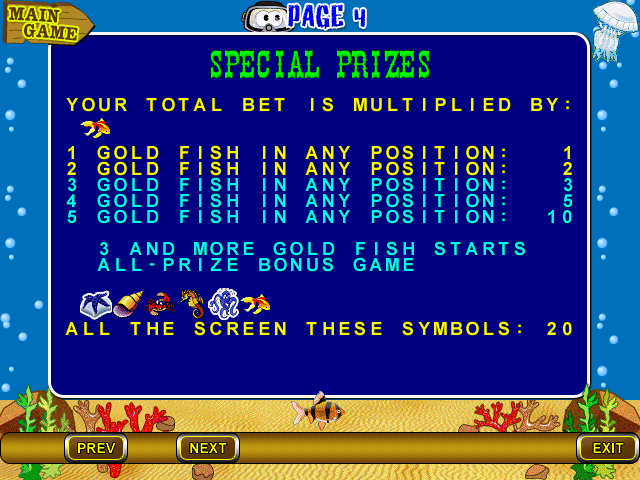 MAIN
GAME
PAGE 4
SPECIAL PRIZES
YOUR TOTAL BET IS MULTIPLIED BY:
1 GOLD FISH IN ANY POSITION: 1
2 GOLD FISH IN ANY POSITION: 2
3 GOLD FISH IN ANY POSITION: 3
4 GOLD FISH IN ANY POSITION: 5
5 GOLD FISH IN ANY POSITION: 10
3 AND MORE GOLD FISH STARTS
ALL-PRIZE BONUS GAME
ALL THE SCREEN THESE SYMBOLS: 20
PREV NEXT EXIT